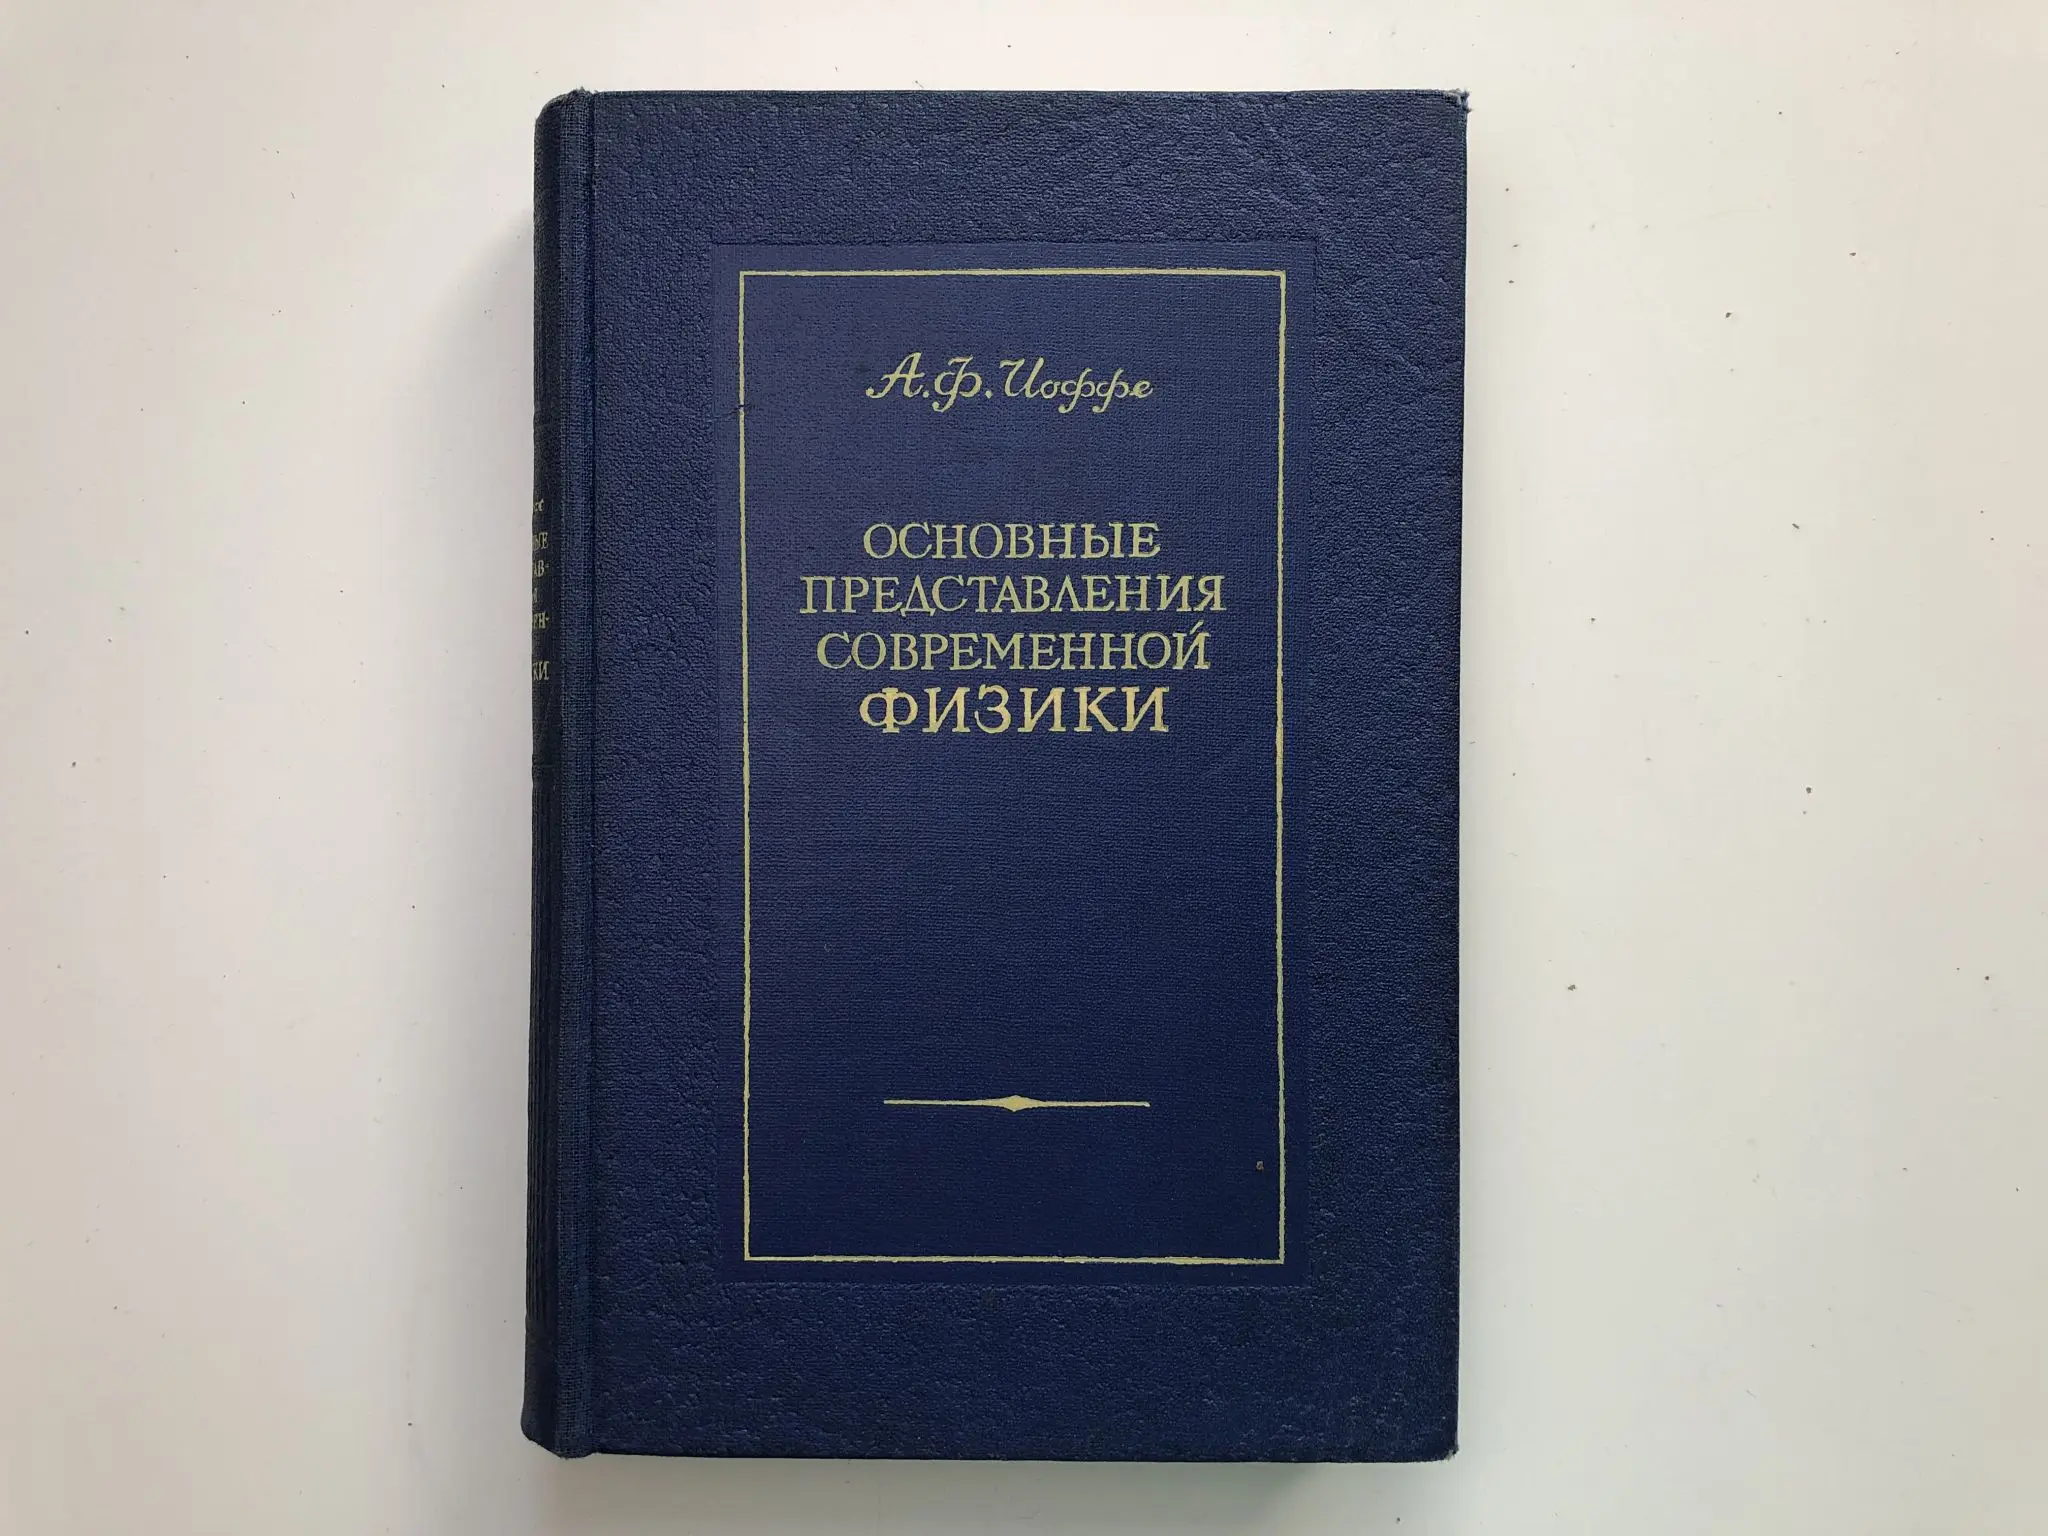 А.Ф. Иоффе
ОСНОВНЫЕ
ПРЕДСТАВЛЕНИЯ
СОВРЕМЕННОЙ
ФИЗИКИ